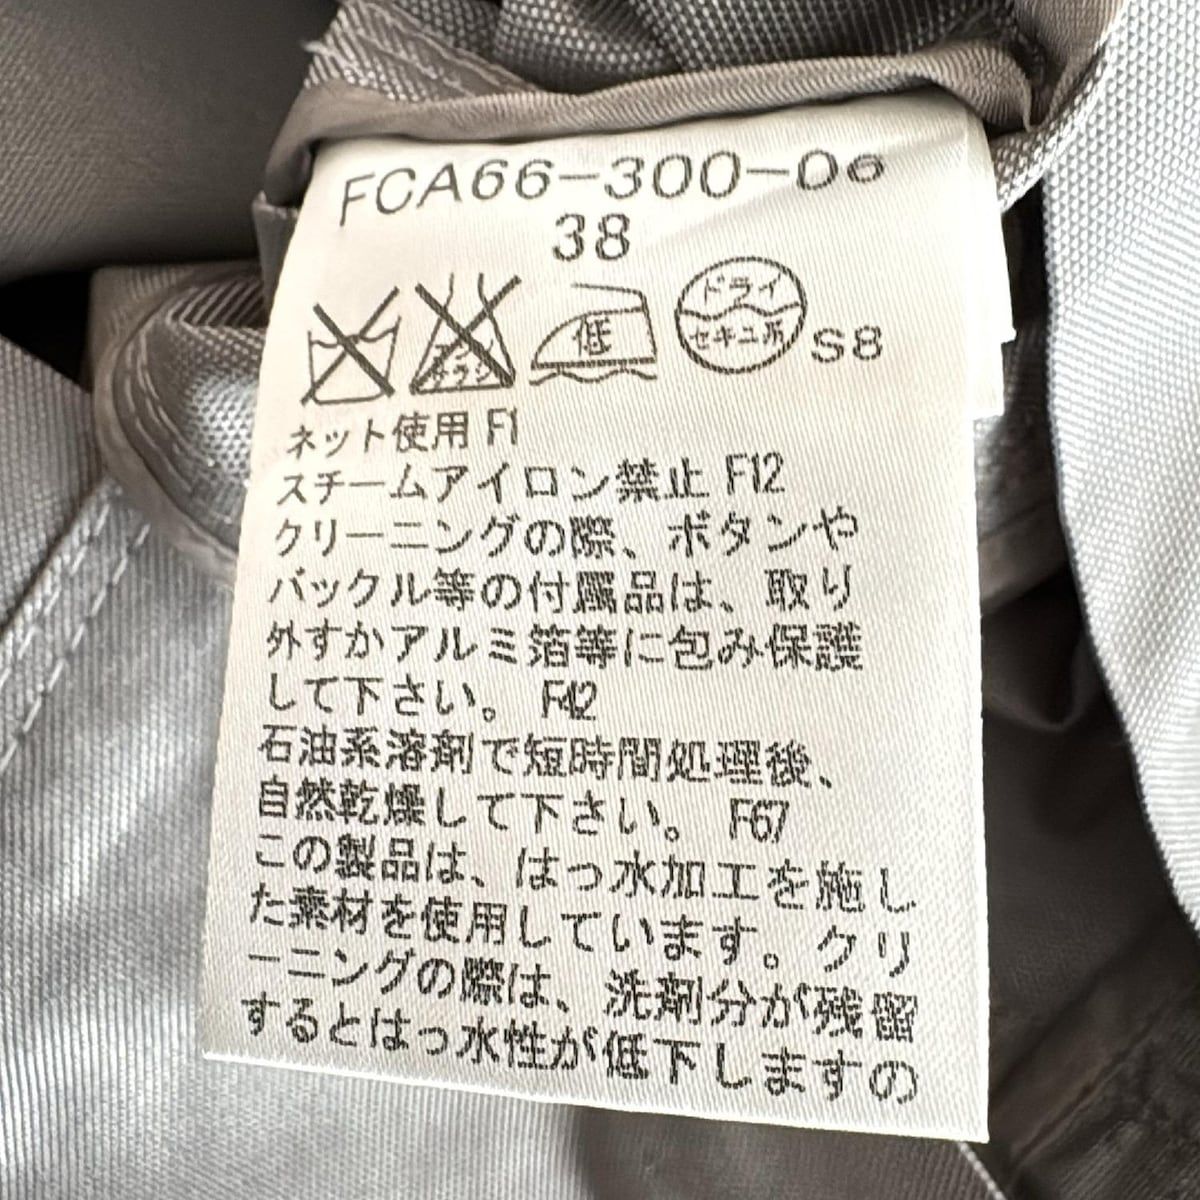 FCA66-300-06
38
エンソ サラシ
低
ドライ
セキユ系
S8
ネット使用 F1
スチームアイロン禁止 F12
クリーニングの際、ボタンや
バックル等の付属品は、取り
外すかアルミ箔等に包み保護
して下さい。 F42
石油系溶剤で短時間処理後、
自然乾燥して下さい。 F67
この製品は、はっ水加工を施し
た素材を使用しています。クリ
ーニングの際は、洗剤分が残留
するとはっ水性が低下しますの